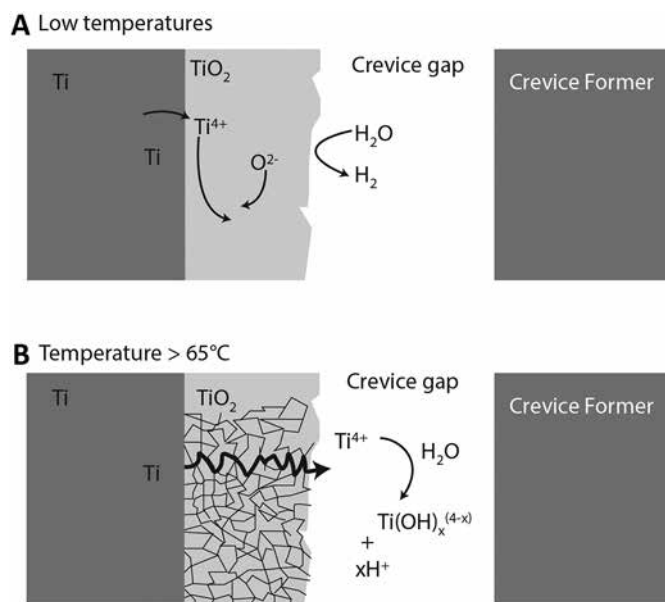 A Low temperatures
Ti
TiO₂
Crevice gap
Crevice Former
Ti⁴⁺
Ti
O²⁻
H₂O
H₂
B Temperature > 65°C
Ti
TiO₂
Crevice gap
Crevice Former
Ti⁴⁺
H₂O
Ti
Ti(OH)ₓ⁽⁴⁻ˣ⁾
+
xH⁺